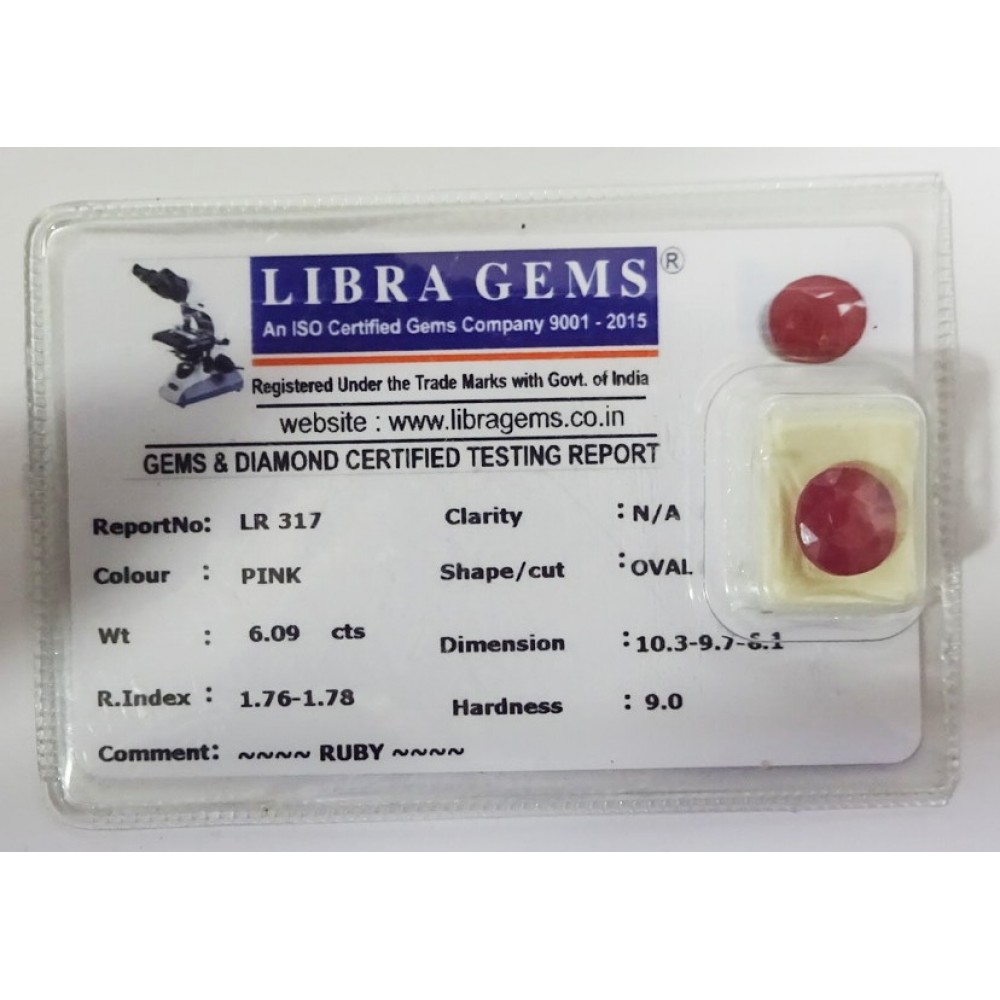 LIBRA GEMS ®
An ISO Certified Gems Company 9001 - 2015
Registered Under the Trade Marks with Govt. of India
website : www.libragems.co.in
GEMS & DIAMOND CERTIFIED TESTING REPORT
ReportNo: LR 317 Clarity : N/A
Colour : PINK Shape/cut : OVAL
Wt : 6.09 cts Dimension : 10.3-9.7-6.1
R.Index : 1.76-1.78 Hardness : 9.0
Comment: ~~~~ RUBY ~~~~